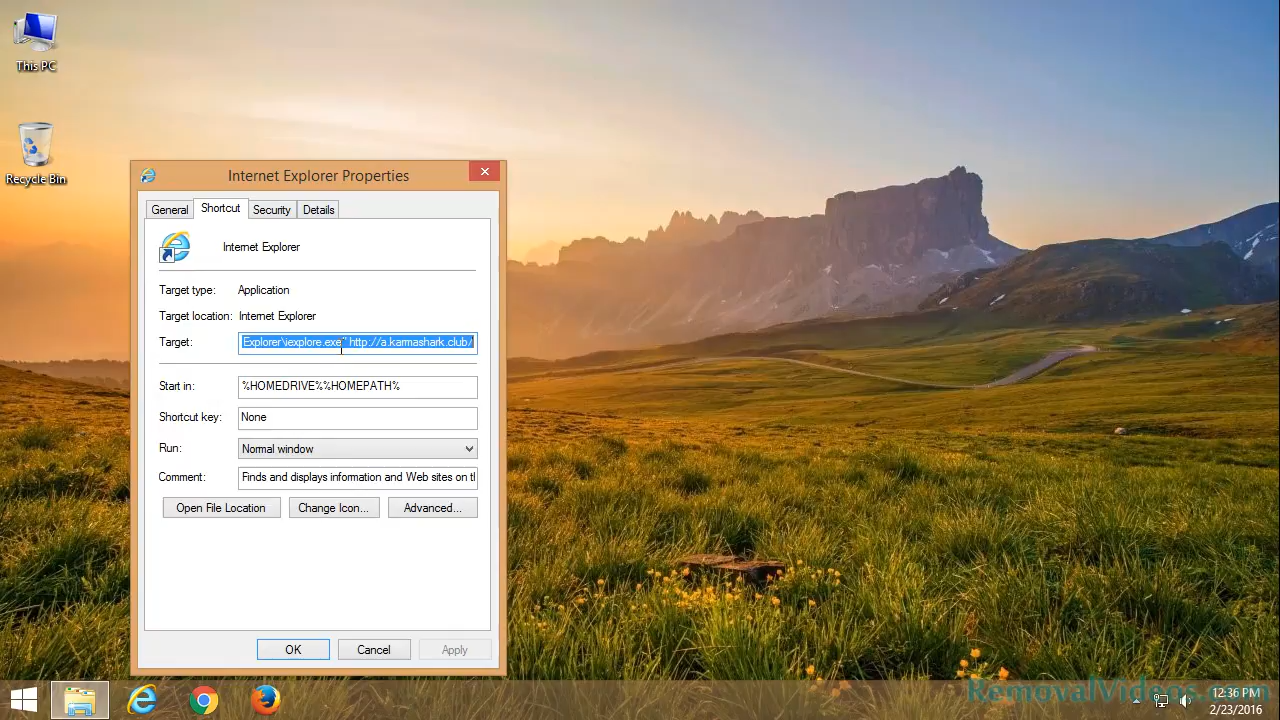 This PC
Recycle Bin
Internet Explorer Properties
General Shortcut Security Details
Internet Explorer
Target type: Application
Target location: Internet Explorer
Target: Explorer\iexplore.exe" http://a.karmashark.club/
Start in: %HOMEDRIVE%%HOMEPATH%
Shortcut key: None
Run: Normal window
Comment: Finds and displays information and Web sites on tl
Open File Location Change Icon... Advanced...
OK Cancel Apply
RemovalVideos.com
12:36 PM
2/23/2016